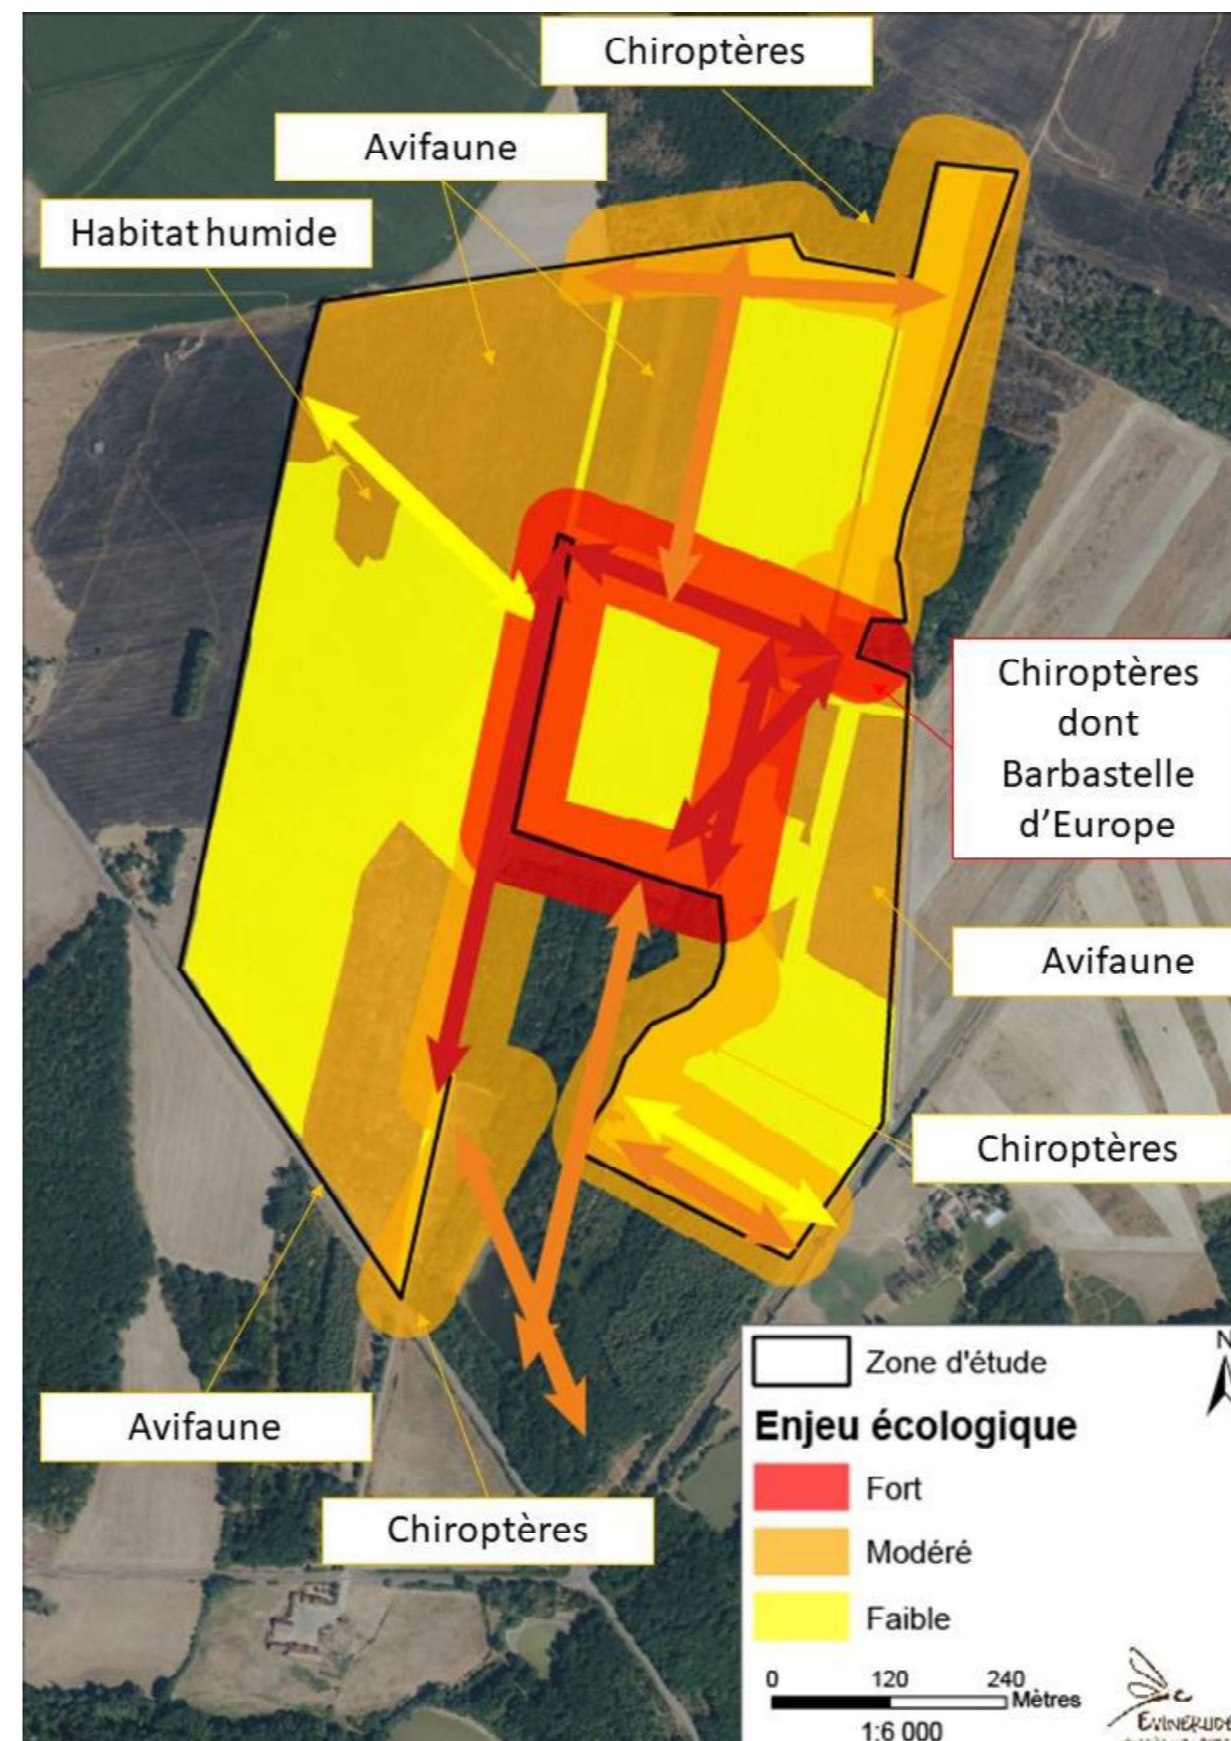 Chiroptères
Avifaune
Habitat humide
Chiroptères
dont
Barbastelle
d'Europe
Avifaune
Chiroptères
Avifaune
Chiroptères
Zone d'étude
N
Enjeu écologique
Fort
Modéré
Faible
0 120 240
Mètres
1:6 000
EVINERUDE